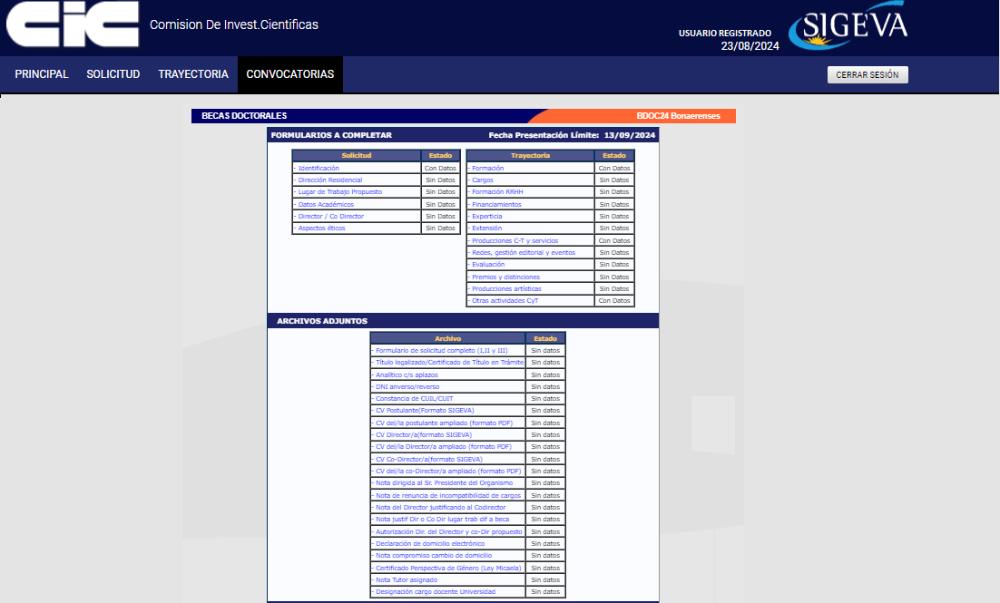 CIC
Comision De Invest.Cientificas
USUARIO REGISTRADO
23/08/2024
SIGEVA
PRINCIPAL SOLICITUD TRAYECTORIA CONVOCATORIAS
CERRAR SESIÓN
BECAS DOCTORALES BDOC24 Bonaerenses
FORMULARIOS A COMPLETAR Fecha Presentación Límite: 13/09/2024
Solicitud Estado
- Identificación Con Datos
- Dirección Residencial Sin Datos
- Lugar de Trabajo Propuesto Sin Datos
- Datos Académicos Sin Datos
- Director / Co Director Sin Datos
- Aspectos éticos Sin Datos
Trayectoria Estado
- Formación Con Datos
- Cargos Sin Datos
- Formación RRHH Sin Datos
- Financiamientos Sin Datos
- Experticia Sin Datos
- Extensión Sin Datos
- Producciones C-T y servicios Con Datos
- Redes, gestión editorial y eventos Sin Datos
- Evaluación Sin Datos
- Premios y distinciones Sin Datos
- Producciones artísticas Sin Datos
- Otras actividades CyT Con Datos
ARCHIVOS ADJUNTOS
Archivo Estado
- Formulario de solicitud completo (I,II y III) Sin datos
- Título legalizado/Certificado de Título en Trámite Sin datos
- Analítico c/s aplazos Sin datos
- DNI anverso/reverso Sin datos
- Constancia de CUIL/CUIT Sin datos
- CV Postulante(Formato SIGEVA) Sin datos
- CV del/la postulante ampliado (formato PDF) Sin datos
- CV Director/a(formato SIGEVA) Sin datos
- CV del/la Director/a ampliado (formato PDF) Sin datos
- CV Co-Director/a(formato SIGEVA) Sin datos
- CV del/la co-Director/a ampliado (formato PDF) Sin datos
- Nota dirigida al Sr. Presidente del Organismo Sin datos
- Nota de renuncia de incompatibilidad de cargos Sin datos
- Nota del Director justificando al Codirector Sin datos
- Nota justif Dir o Co Dir lugar trab dif a beca Sin datos
- Autorización Dir. del Director y co-Dir propuesto Sin datos
- Declaración de domicilio electrónico Sin datos
- Nota compromiso cambio de domicilio Sin datos
- Certificado Perspectiva de Género (Ley Micaela) Sin datos
- Nota Tutor asignado Sin datos
- Designación cargo docente Universidad Sin datos